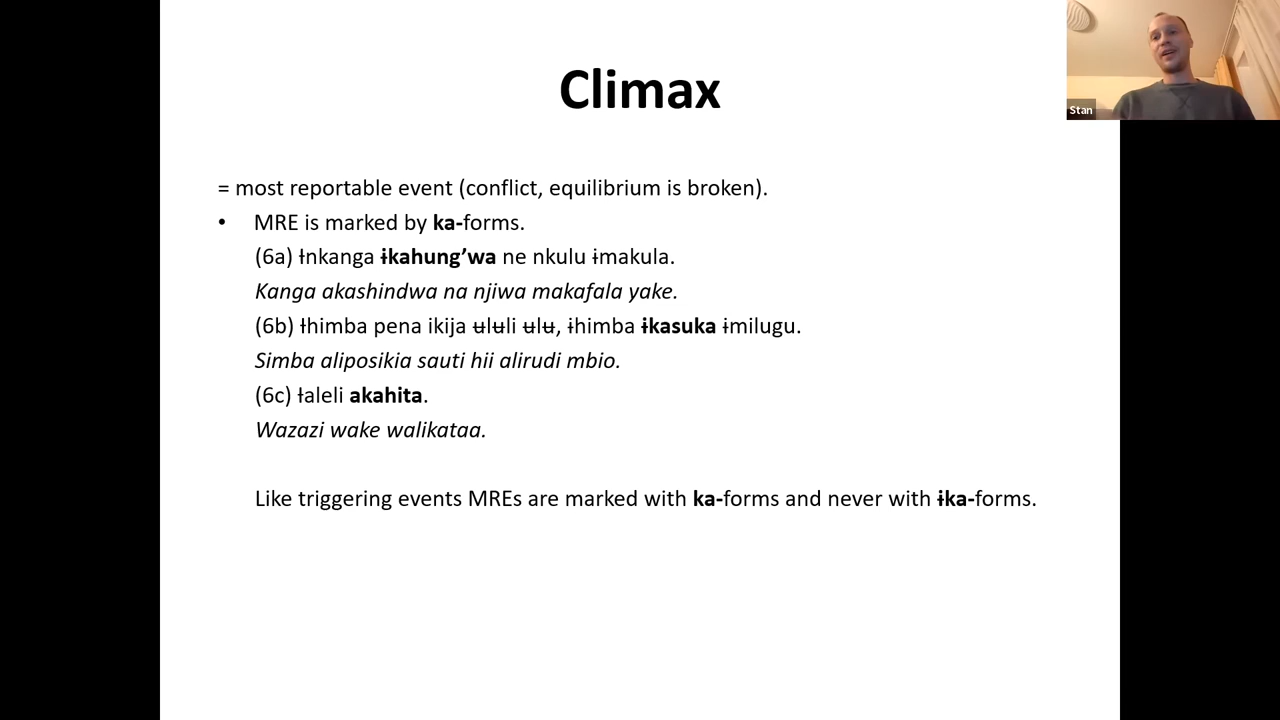 Climax
Stan
= most reportable event (conflict, equilibrium is broken).
• MRE is marked by ka-forms.
(6a) Ɨnkanga ɨkahung’wa ne nkulu ɨmakula.
Kanga akashindwa na njiwa makafala yake.
(6b) Ɨhimba pena ikija ʉlʉli ʉlʉ, ɨhimba ɨkasuka ɨmilugu.
Simba aliposikia sauti hii alirudi mbio.
(6c) Ɨaleli akahita.
Wazazi wake walikataa.
Like triggering events MREs are marked with ka-forms and never with ɨka-forms.